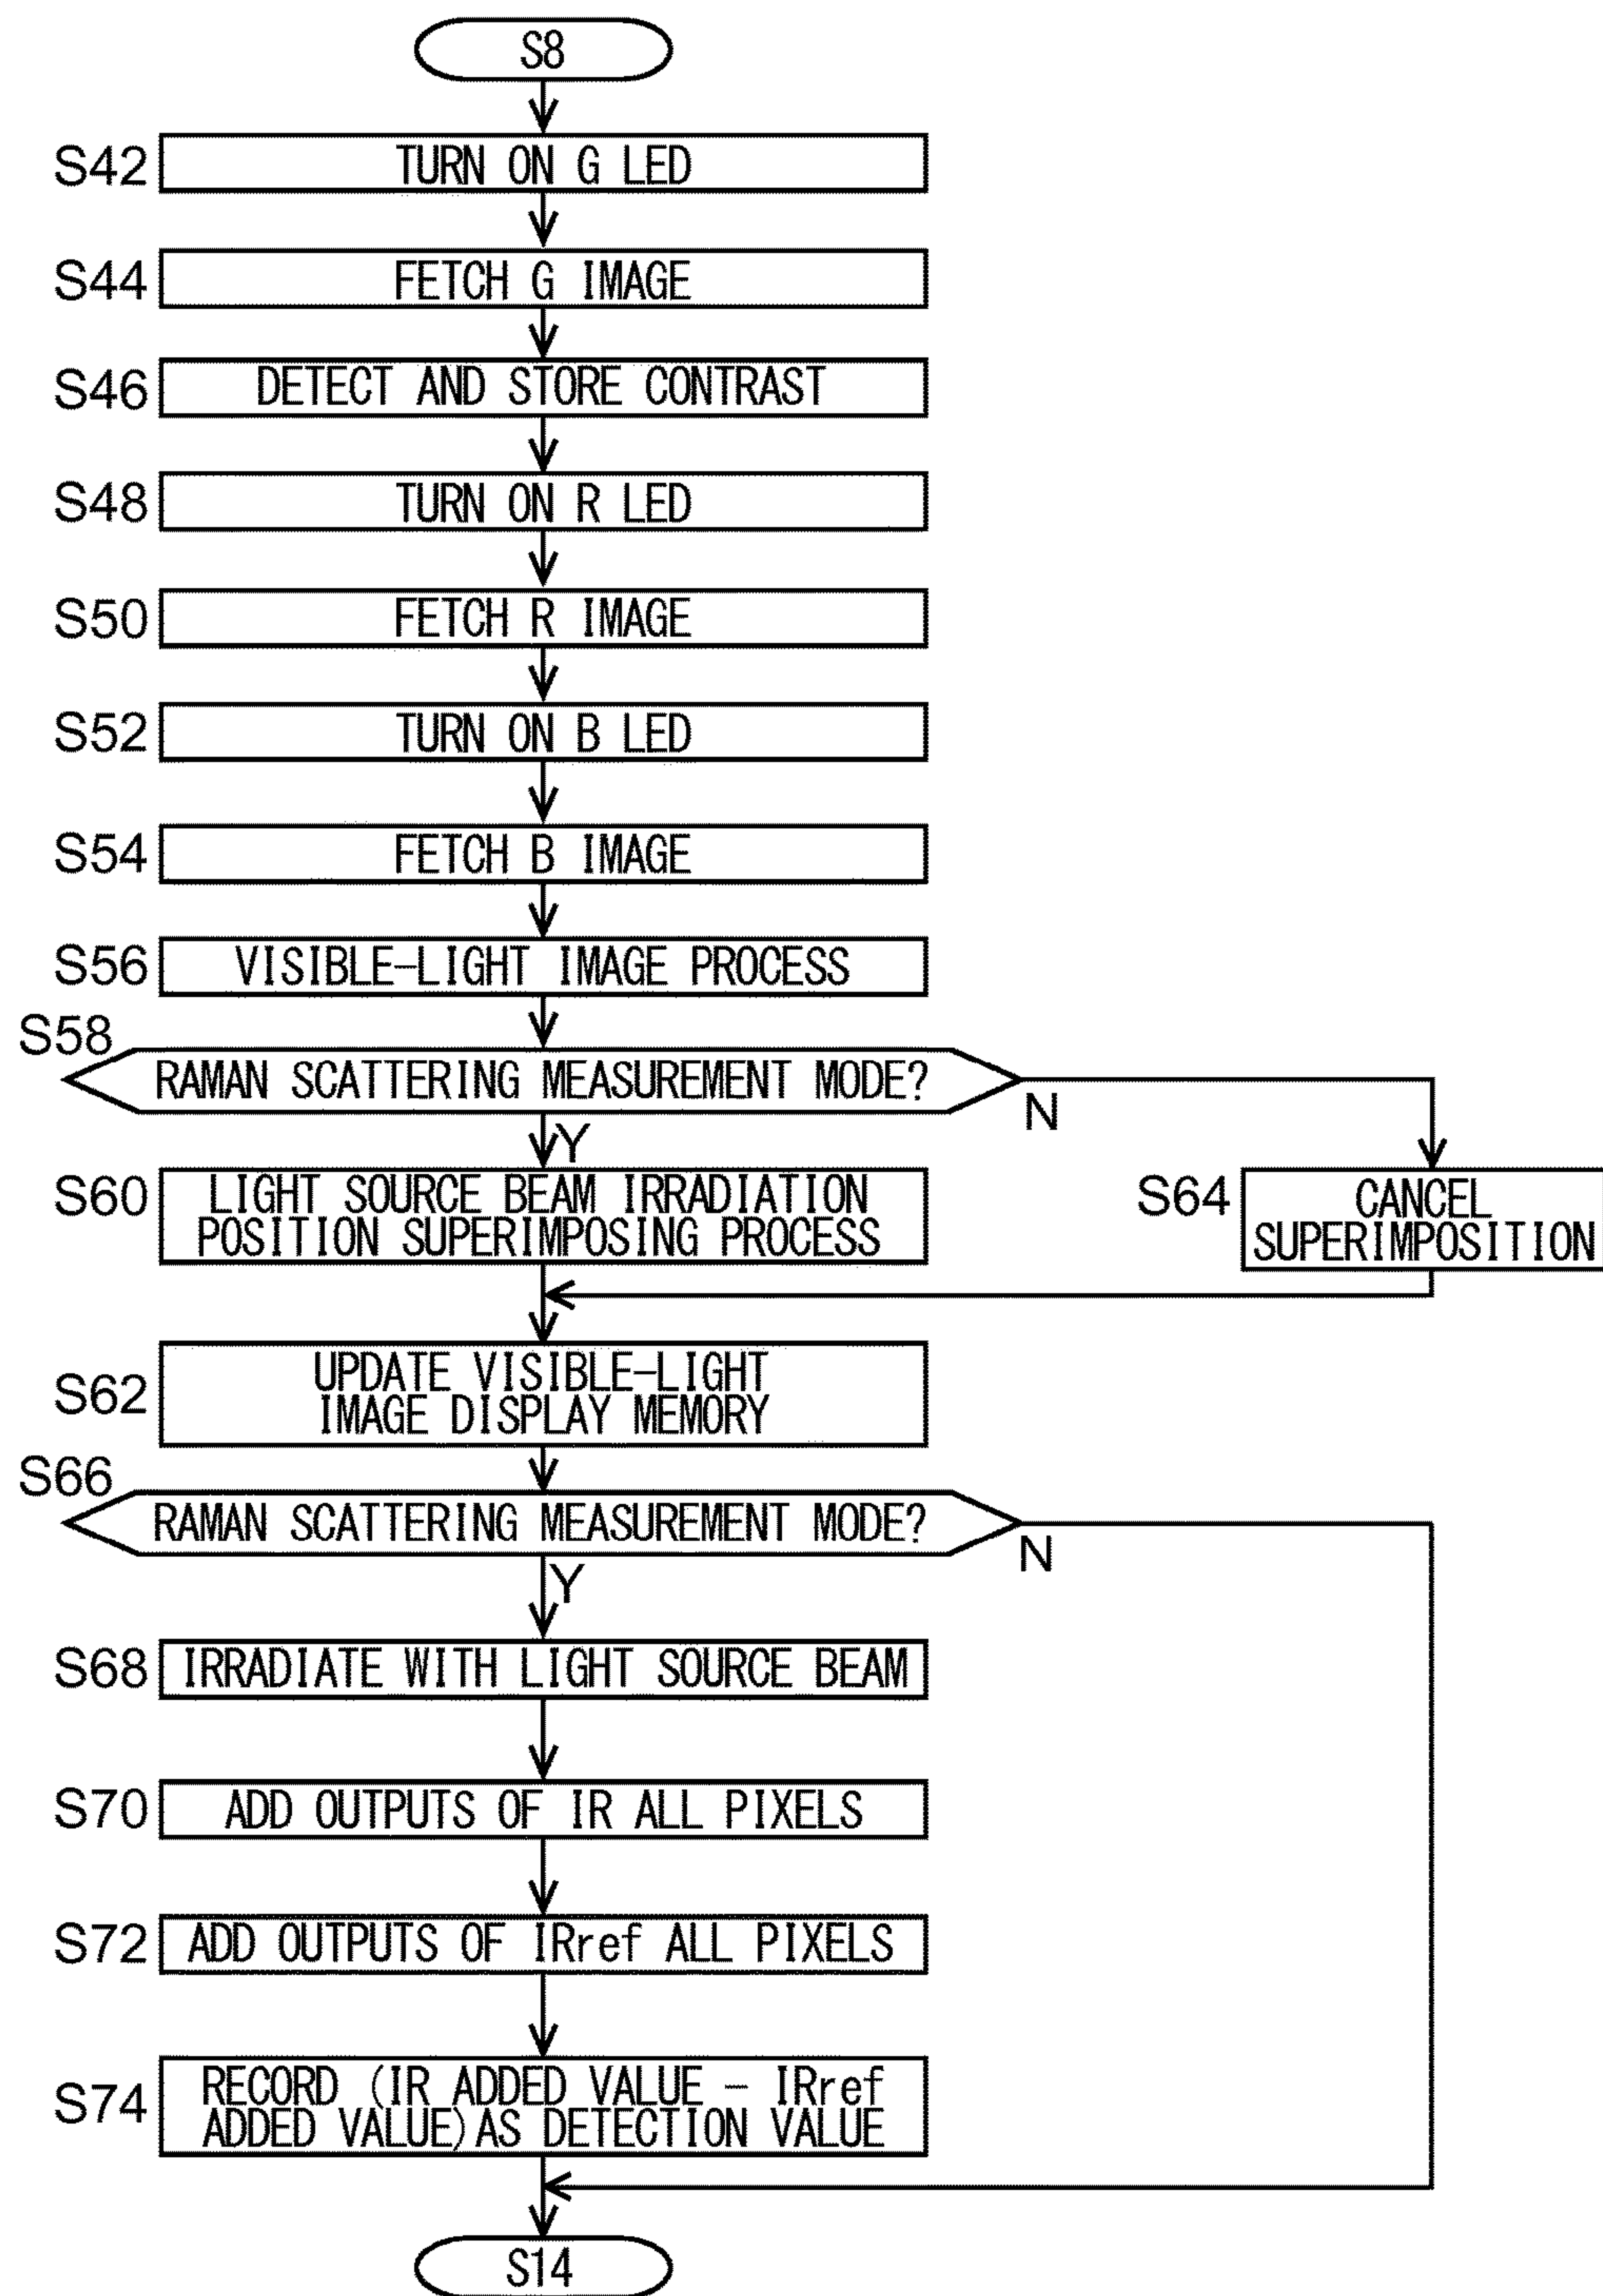 S8
S42
TURN ON G LED
S44
FETCH G IMAGE
S46
DETECT AND STORE CONTRAST
S48
TURN ON R LED
S50
FETCH R IMAGE
S52
TURN ON B LED
S54
FETCH B IMAGE
S56
VISIBLE-LIGHT IMAGE PROCESS
S58
RAMAN SCATTERING MEASUREMENT MODE?
N
Y
S60
LIGHT SOURCE BEAM IRRADIATION
POSITION SUPERIMPOSING PROCESS
S64
CANCEL
SUPERIMPOSITION
S62
UPDATE VISIBLE-LIGHT
IMAGE DISPLAY MEMORY
S66
RAMAN SCATTERING MEASUREMENT MODE?
N
Y
S68
IRRADIATE WITH LIGHT SOURCE BEAM
S70
ADD OUTPUTS OF IR ALL PIXELS
S72
ADD OUTPUTS OF IRref ALL PIXELS
S74
RECORD (IR ADDED VALUE - IRref
ADDED VALUE)AS DETECTION VALUE
S14